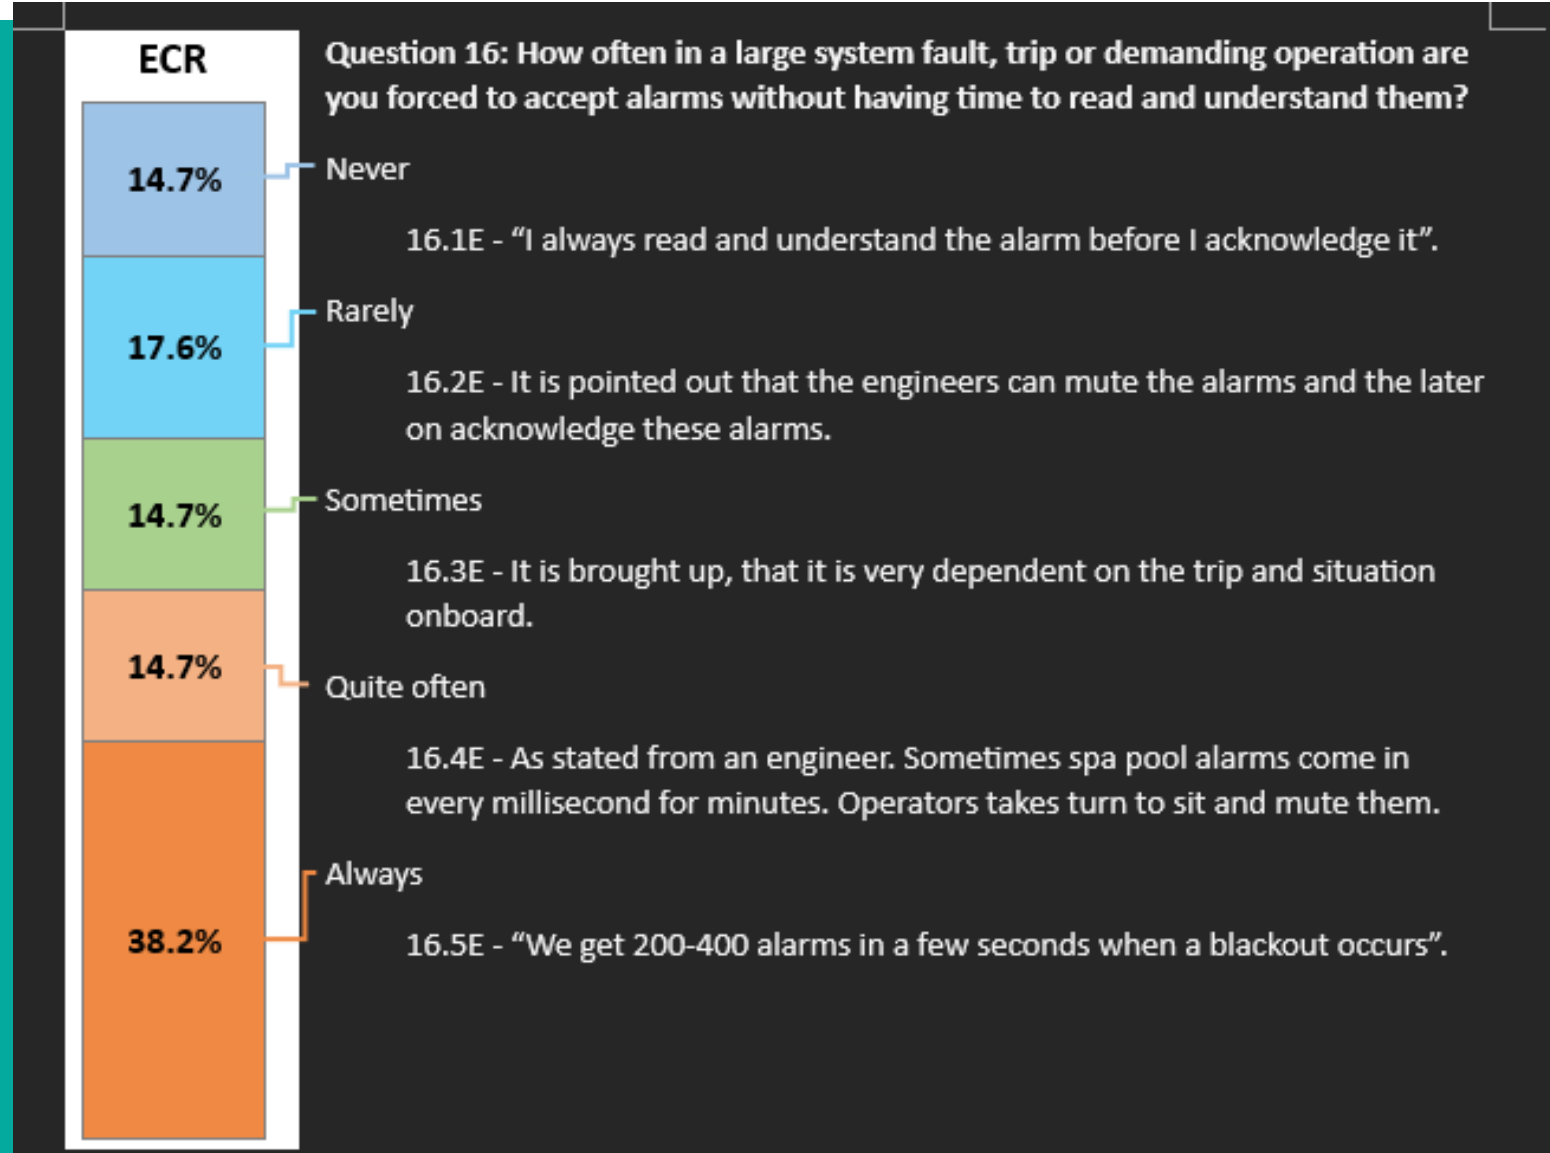 ECR
Question 16: How often in a large system fault, trip or demanding operation are
you forced to accept alarms without having time to read and understand them?
14.7%
Never
16.1E - “I always read and understand the alarm before I acknowledge it”.
17.6%
Rarely
16.2E - It is pointed out that the engineers can mute the alarms and the later
on acknowledge these alarms.
14.7%
Sometimes
16.3E - It is brought up, that it is very dependent on the trip and situation
onboard.
14.7%
Quite often
16.4E - As stated from an engineer. Sometimes spa pool alarms come in
every millisecond for minutes. Operators takes turn to sit and mute them.
38.2%
Always
16.5E - “We get 200-400 alarms in a few seconds when a blackout occurs”.